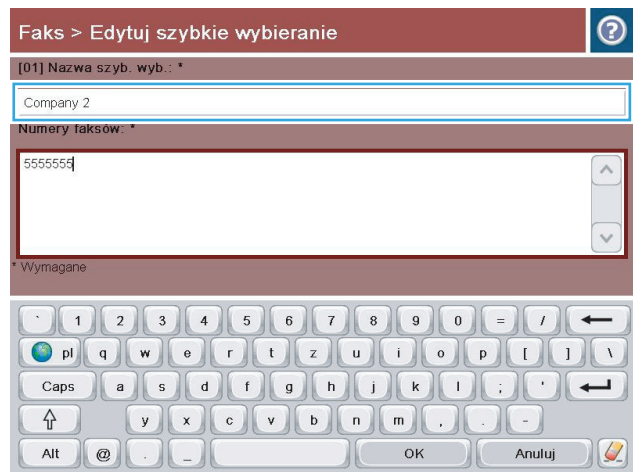 Faks > Edytuj szybkie wybieranie ?
[01] Nazwa szyb. wyb.: *
Company 2
Numery faksów: *
5555555
* Wymagane
` 1 2 3 4 5 6 7 8 9 0 = /
pl q w e r t z u i o p [ ] \
Caps a s d f g h j k l ; '
y x c v b n m , . -
Alt @ . _ OK Anuluj